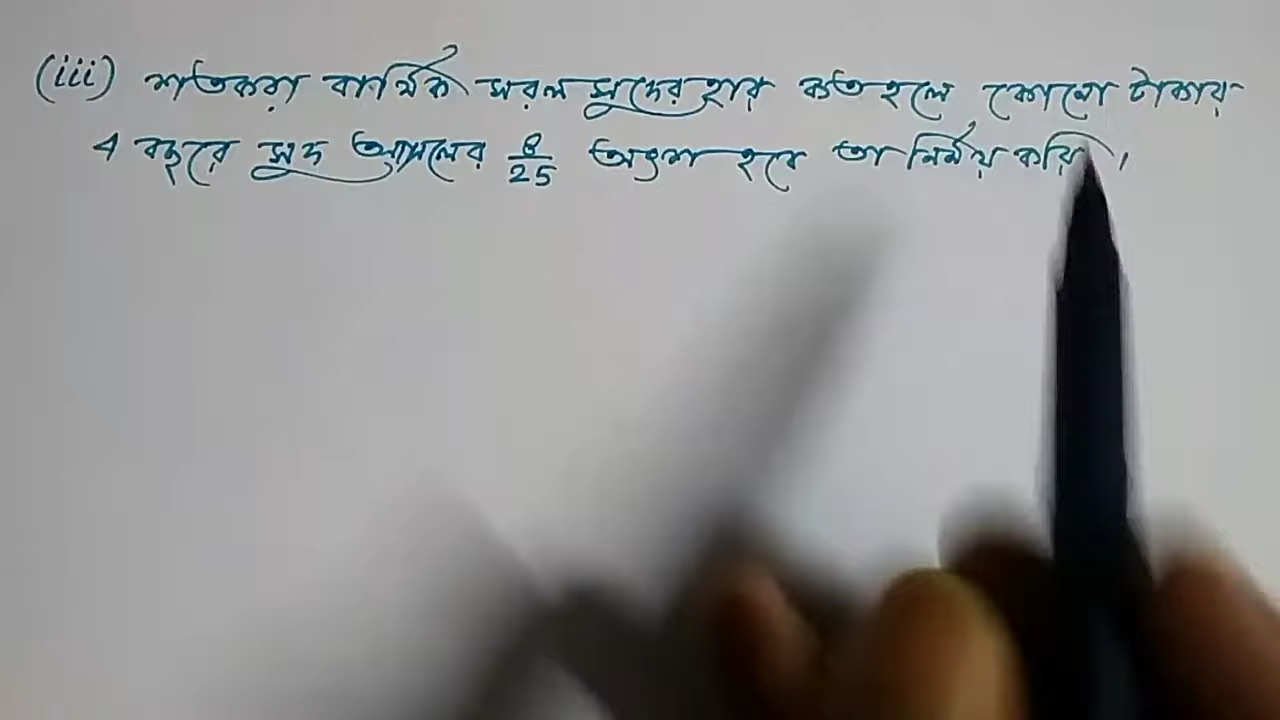 (iii) শতকরা বার্ষিক সরল সুদের হার কত হলে কোনো টাকায়
4 বছরে সুদ আসলের 8/25 অংশ হবে তা নির্ণয় করি।